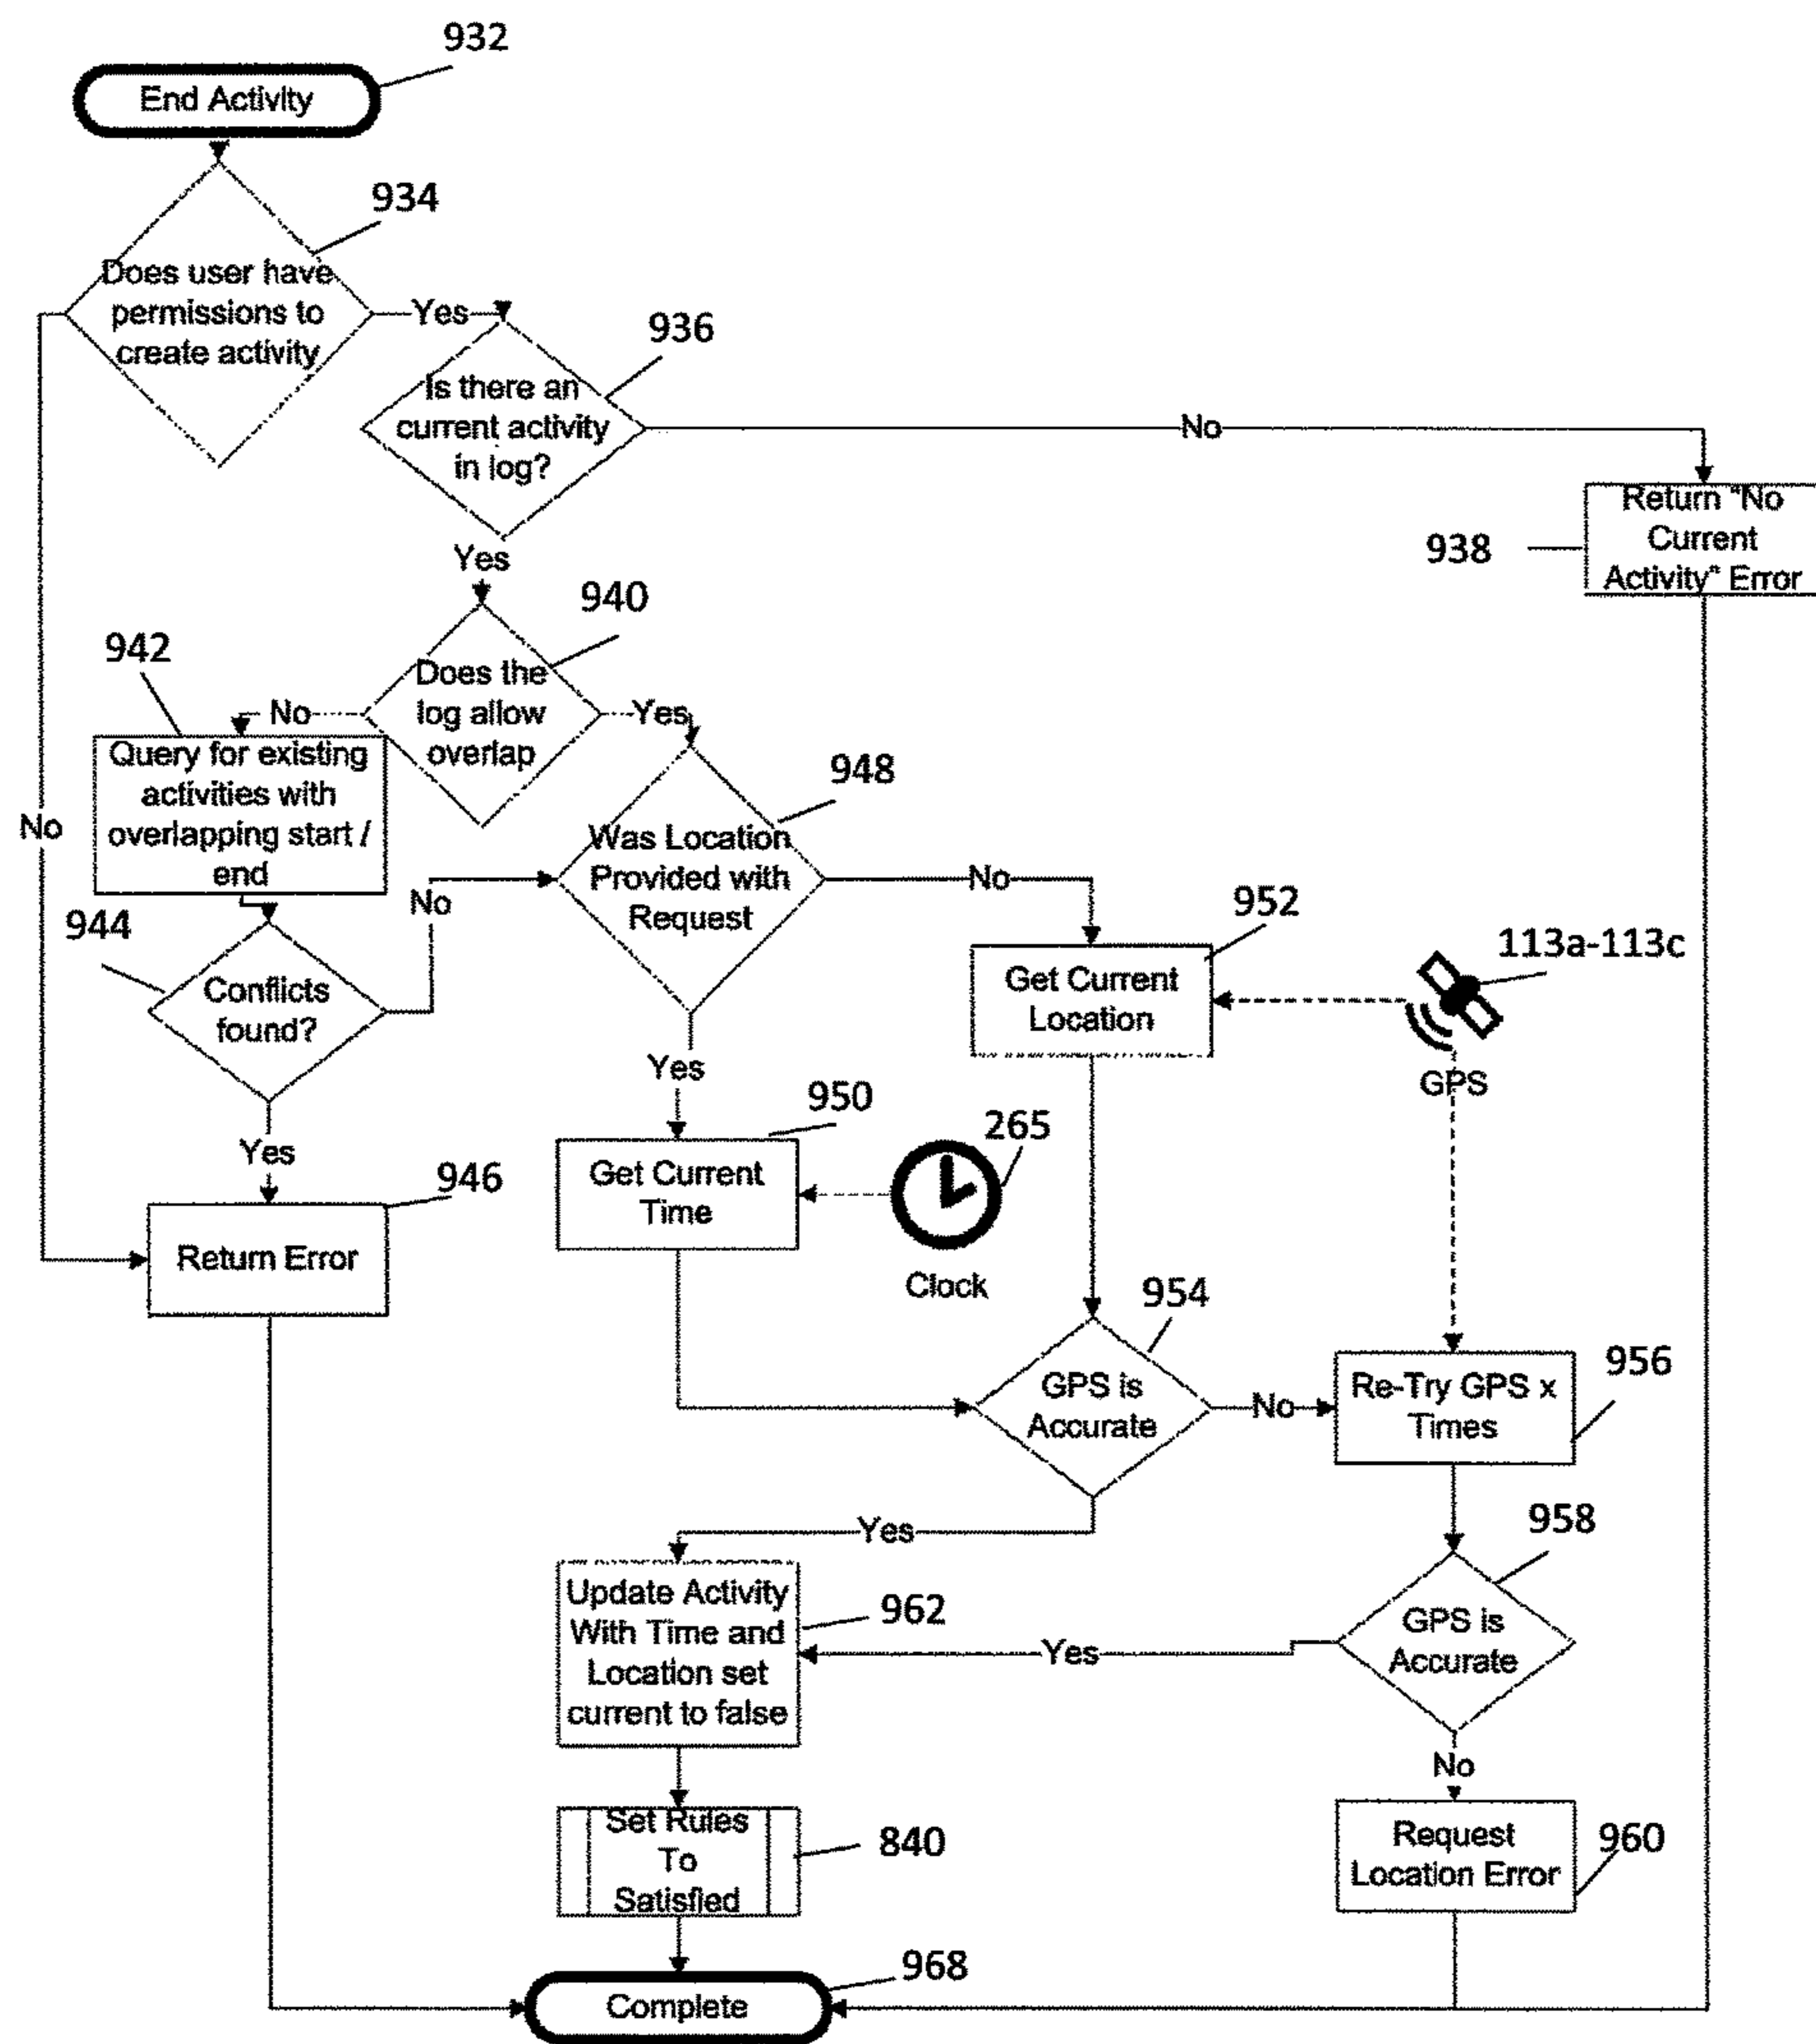 932
End Activity
934
Does user have
permissions to
create activity
Yes
936
Is there an
current activity
in log?
No
Return "No
Current
Activity" Error
938
Yes
940
942
Does the
log allow
overlap
No
Yes
Query for existing
activities with
overlapping start /
end
948
Was Location
Provided with
Request
No
No
944
No
952
113a-113c
Conflicts
found?
Get Current
Location
GPS
Yes
950
265
Yes
946
Get Current
Time
Clock
Return Error
954
GPS is
Accurate
No
Re-Try GPS x
Times
956
Yes
958
Update Activity
With Time and
Location set
current to false
962
Yes
GPS is
Accurate
No
Set Rules
To
Satisfied
840
Request
Location Error
960
968
Complete